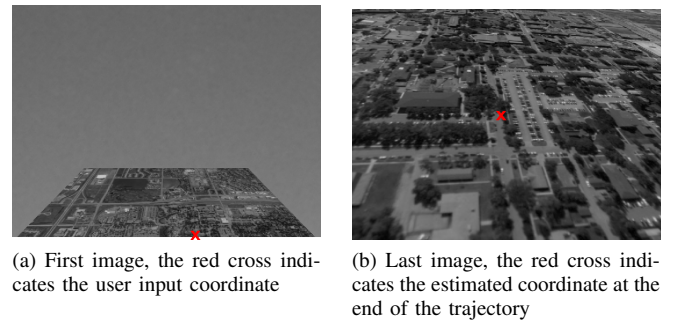 (a) First image, the red cross indi-
cates the user input coordinate
(b) Last image, the red cross indi-
cates the estimated coordinate at the
end of the trajectory